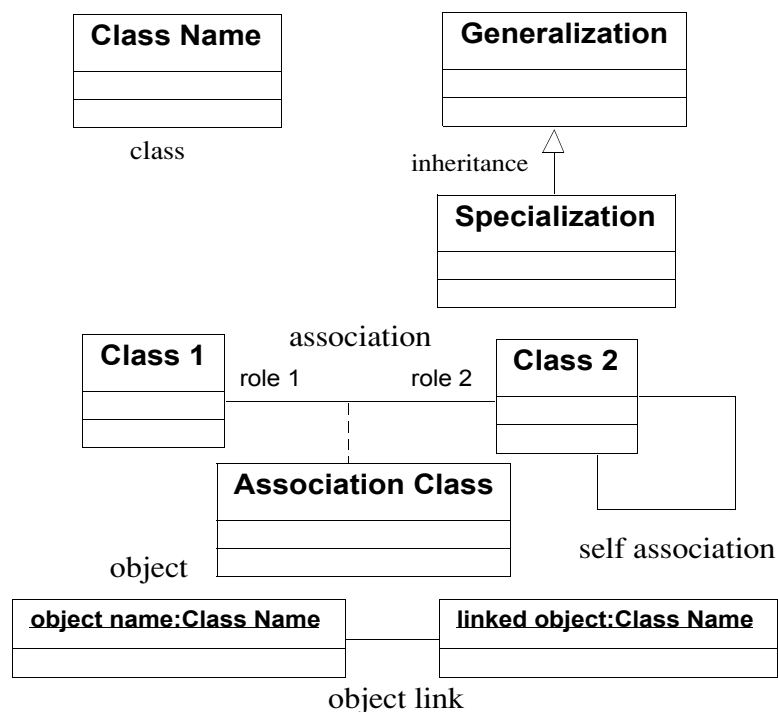 Class Name
Generalization
class
inheritance
Specialization
association
Class 1
role 1
role 2
Class 2
Association Class
object
self association
object name:Class Name
linked object:Class Name
object link